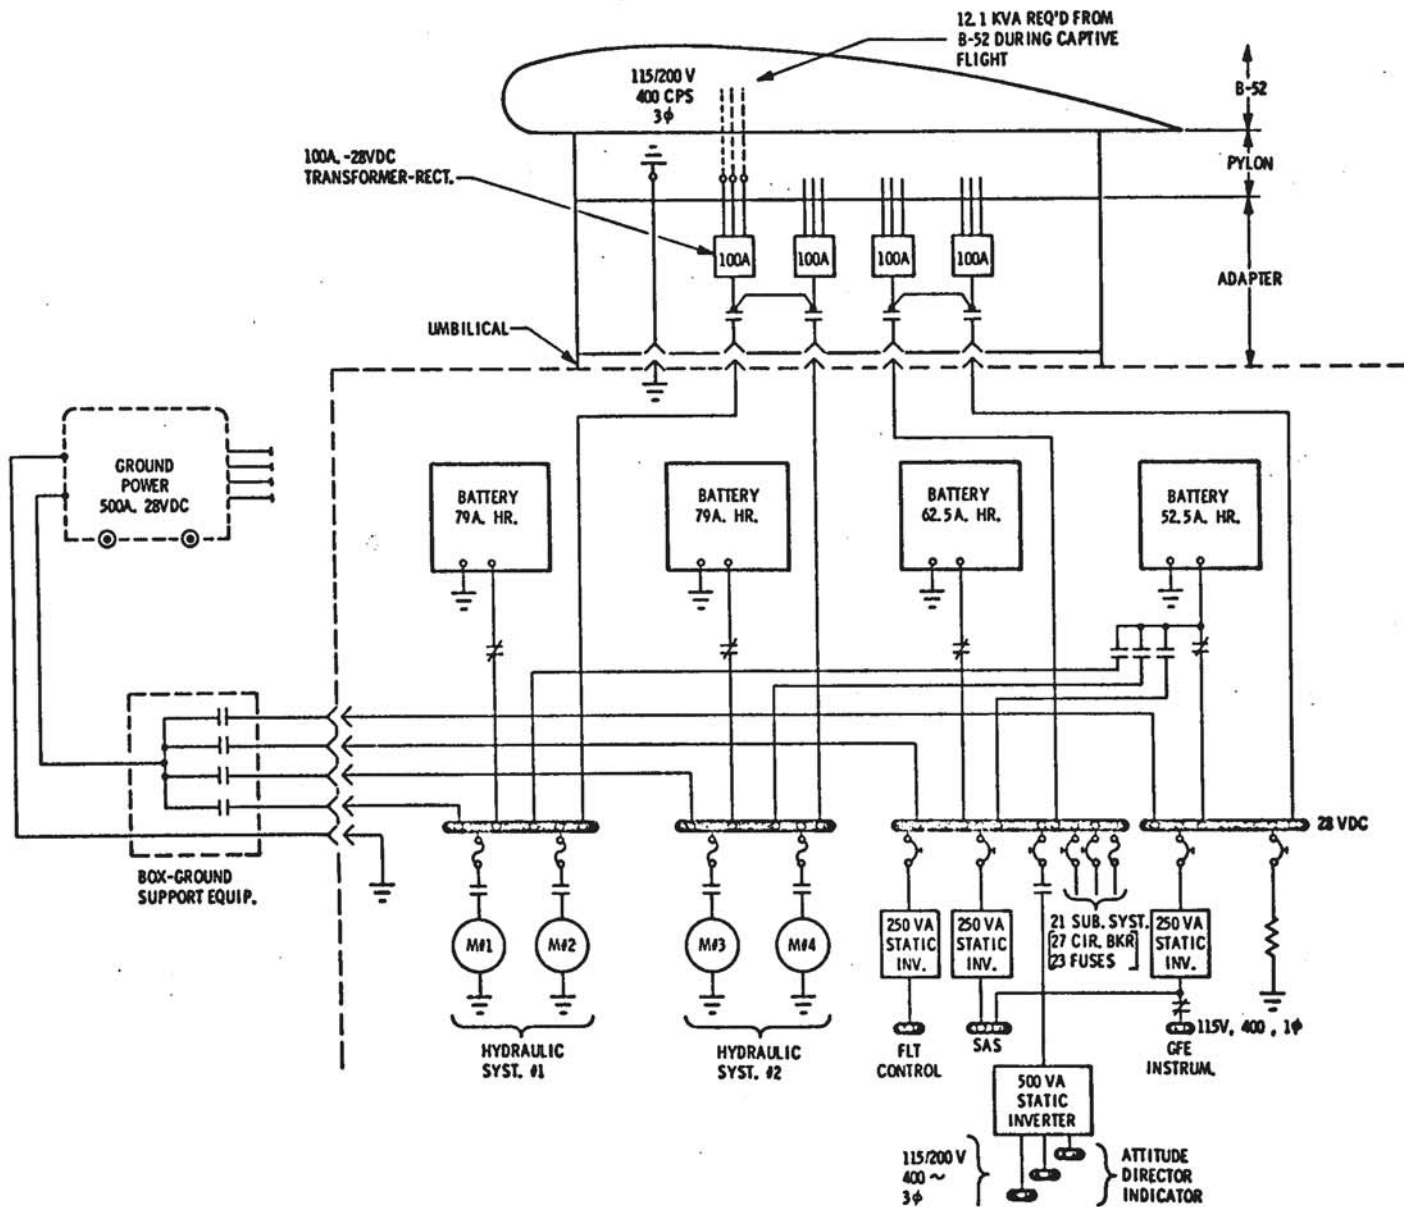 12.1 KVA REQ'D FROM
B-52 DURING CAPTIVE
FLIGHT
115/200 V
400 CPS
3ϕ
B-52
PYLON
ADAPTER
100A. -28VDC
TRANSFORMER-RECT.
100A
100A
100A
100A
UMBILICAL
GROUND
POWER
500A. 28VDC
BATTERY
79A. HR.
BATTERY
79A. HR.
BATTERY
62.5A. HR.
BATTERY
52.5A. HR.
28 VDC
BOX-GROUND
SUPPORT EQUIP.
M#1
M#2
M#3
M#4
250 VA
STATIC
INV.
250 VA
STATIC
INV.
21 SUB. SYST.
27 CIR. BKR
23 FUSES
250 VA
STATIC
INV.
HYDRAULIC
SYST. #1
HYDRAULIC
SYST. #2
FLT
CONTROL
SAS
115V, 400 , 1ϕ
GFE
INSTRUM.
500 VA
STATIC
INVERTER
115/200 V
400 ~
3ϕ
ATTITUDE
DIRECTOR
INDICATOR